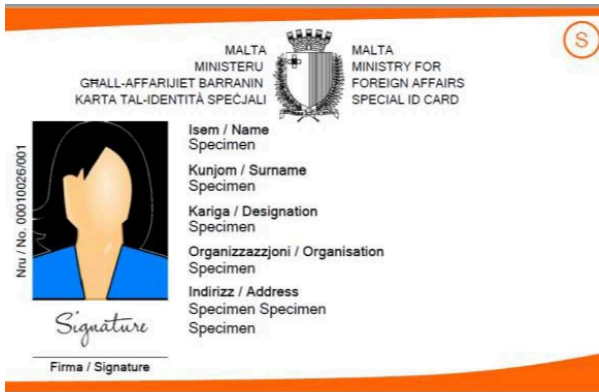 MALTA
MINISTERU
GĦALL-AFFARIJIET BARRANIN
KARTA TAL-IDENTITÀ SPEĊJALI
MALTA
MINISTRY FOR
FOREIGN AFFAIRS
SPECIAL ID CARD
S
Nru / No. 00010026/001
Isem / Name
Specimen
Kunjom / Surname
Specimen
Kariga / Designation
Specimen
Organizzazzjoni / Organisation
Specimen
Indirizz / Address
Specimen Specimen
Specimen
Signature
Firma / Signature